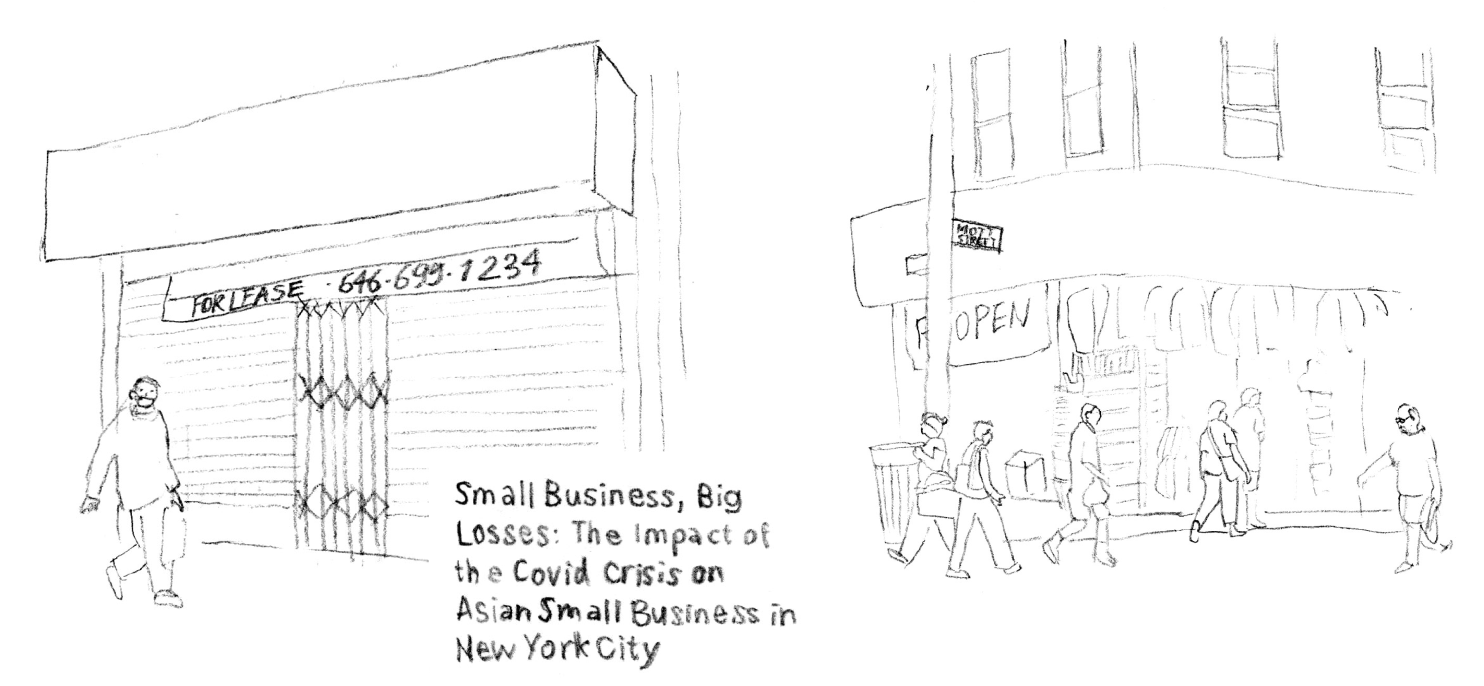 FOR LEASE · 646-699-1234
Small Business, Big
Losses: The Impact of
the Covid Crisis on
Asian Small Business in
New York City
MOTT
STREET
OPEN